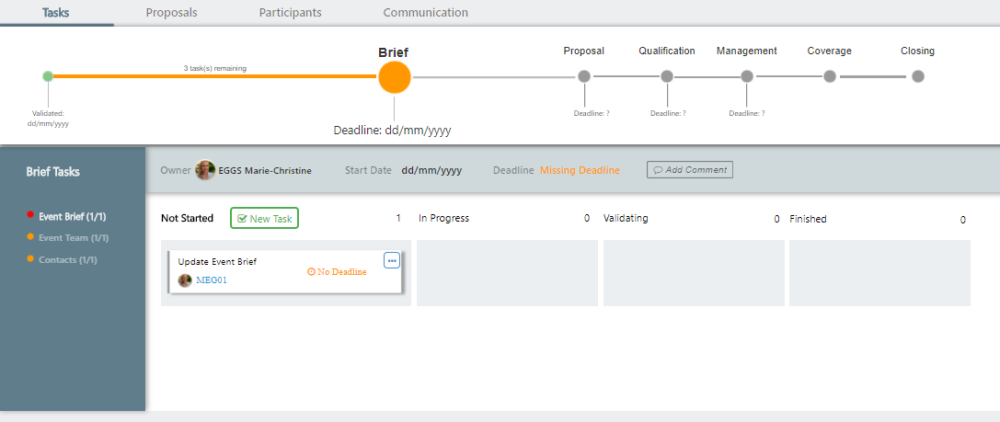 Tasks Proposals Participants Communication
Brief Proposal Qualification Management Coverage Closing
3 task(s) remaining
Validated:
dd/mm/yyyy
Deadline: ? Deadline: ? Deadline: ?
Deadline: dd/mm/yyyy
Brief Tasks
Event Brief (1/1)
Event Team (1/1)
Contacts (1/1)
Owner EGGS Marie-Christine Start Date dd/mm/yyyy Deadline Missing Deadline Add Comment
Not Started New Task 1 In Progress 0 Validating 0 Finished 0
Update Event Brief
No Deadline
MEG01